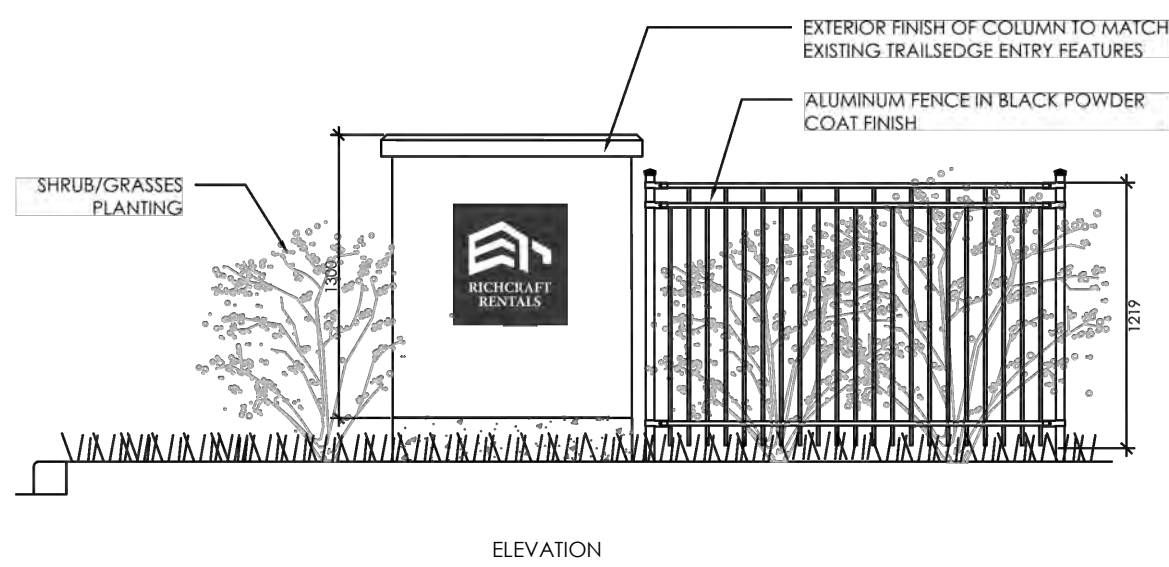 EXTERIOR FINISH OF COLUMN TO MATCH
EXISTING TRAILSEDGE ENTRY FEATURES
ALUMINUM FENCE IN BLACK POWDER
COAT FINISH
SHRUB/GRASSES
PLANTING
1300
RICHCRAFT
RENTALS
1219
ELEVATION